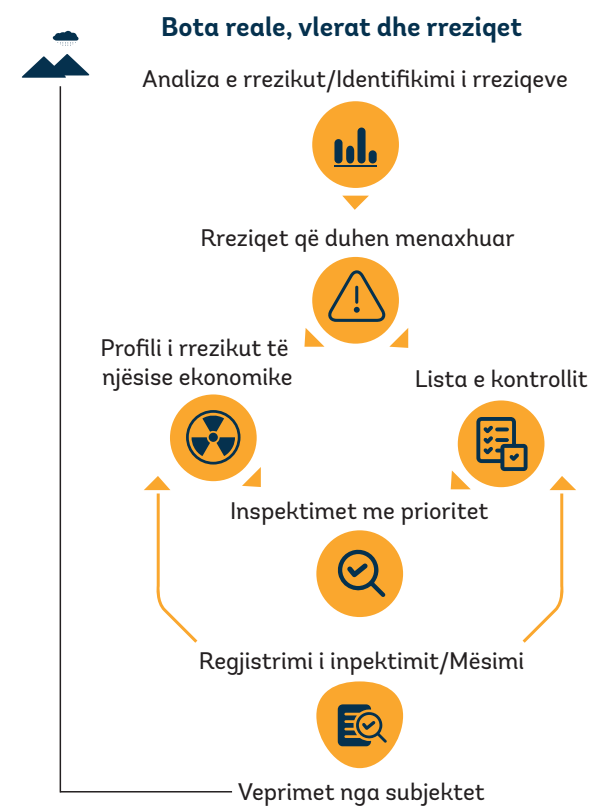 Bota reale, vlerat dhe rreziqet
Analiza e rrezikut/Identifikimi i rreziqeve
Rreziqet që duhen menaxhuar
Profili i rrezikut të
njësise ekonomike
Lista e kontrollit
Inspektimet me prioritet
Regjistrimi i inpektimit/Mësimi
Veprimet nga subjektet